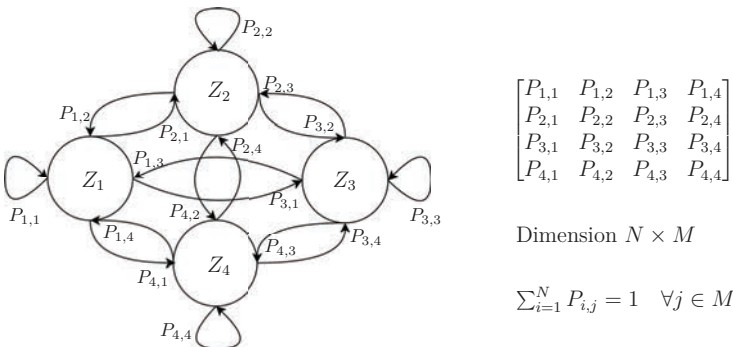 P_{2,2}
Z_2
P_{2,3}
P_{1,2}
P_{2,1}
P_{3,2}
P_{2,4}
P_{1,3}
Z_1
Z_3
P_{3,1}
P_{1,1}
P_{4,2}
P_{3,3}
P_{1,4}
P_{4,3}
P_{3,4}
P_{4,1}
Z_4
P_{4,4}
P_{1,1} P_{1,2} P_{1,3} P_{1,4}
P_{2,1} P_{2,2} P_{2,3} P_{2,4}
P_{3,1} P_{3,2} P_{3,3} P_{3,4}
P_{4,1} P_{4,2} P_{4,3} P_{4,4}
Dimension N × M
∑_{i=1}^{N} P_{i,j} = 1 ∀j ∈ M